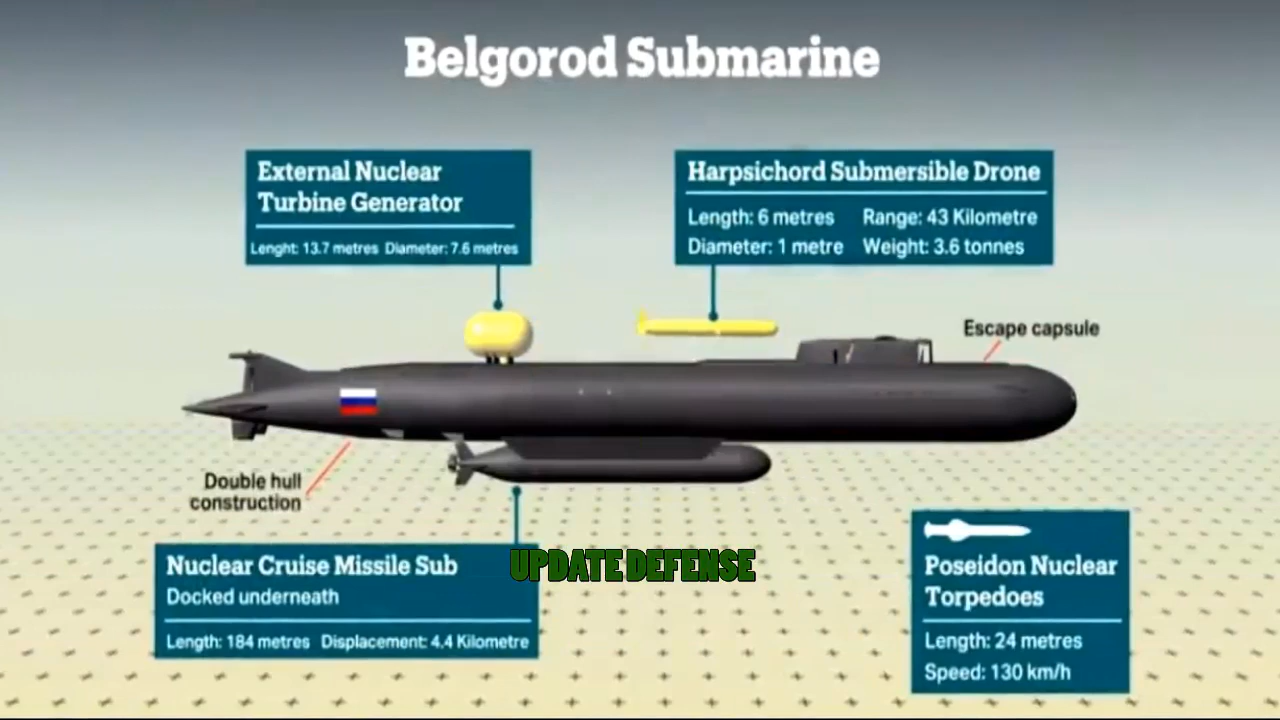 Belgorod Submarine
External Nuclear
Turbine Generator
Lenght: 13.7 metres Diameter: 7.6 metres
Harpsichord Submersible Drone
Length: 6 metres Range: 43 Kilometre
Diameter: 1 metre Weight: 3.6 tonnes
Escape capsule
Double hull
construction
Nuclear Cruise Missile Sub
Docked underneath
Length: 184 metres Displacement: 4.4 Kilometre
UPDATE DEFENSE
Poseidon Nuclear
Torpedoes
Length: 24 metres
Speed: 130 km/h